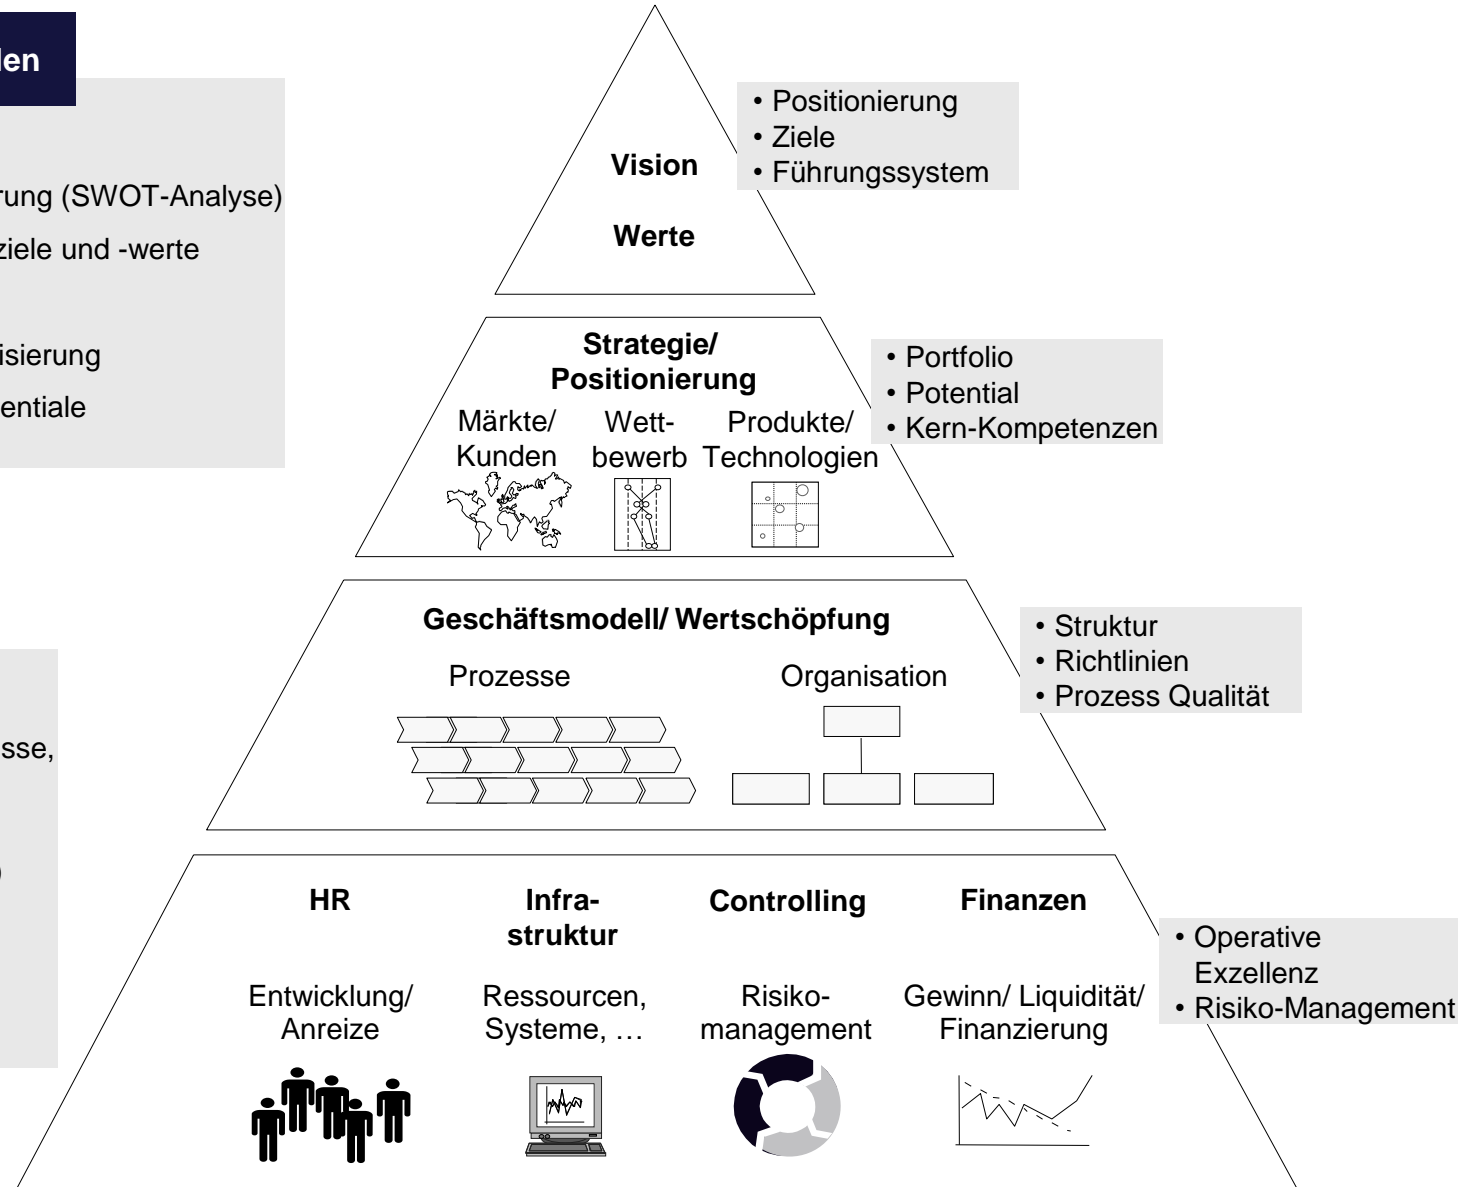 len
rung (SWOT-Analyse)
ziele und -werte
isierung
entiale
sse,
)
Vision
Werte
• Positionierung
• Ziele
• Führungssystem
Strategie/
Positionierung
Märkte/
Kunden
Wett-
bewerb
Produkte/
Technologien
• Portfolio
• Potential
• Kern-Kompetenzen
Geschäftsmodell/ Wertschöpfung
Prozesse
Organisation
• Struktur
• Richtlinien
• Prozess Qualität
HR
Infra-
struktur
Controlling
Finanzen
Entwicklung/
Anreize
Ressourcen,
Systeme, …
Risiko-
management
Gewinn/ Liquidität/
Finanzierung
• Operative
Exzellenz
• Risiko-Management